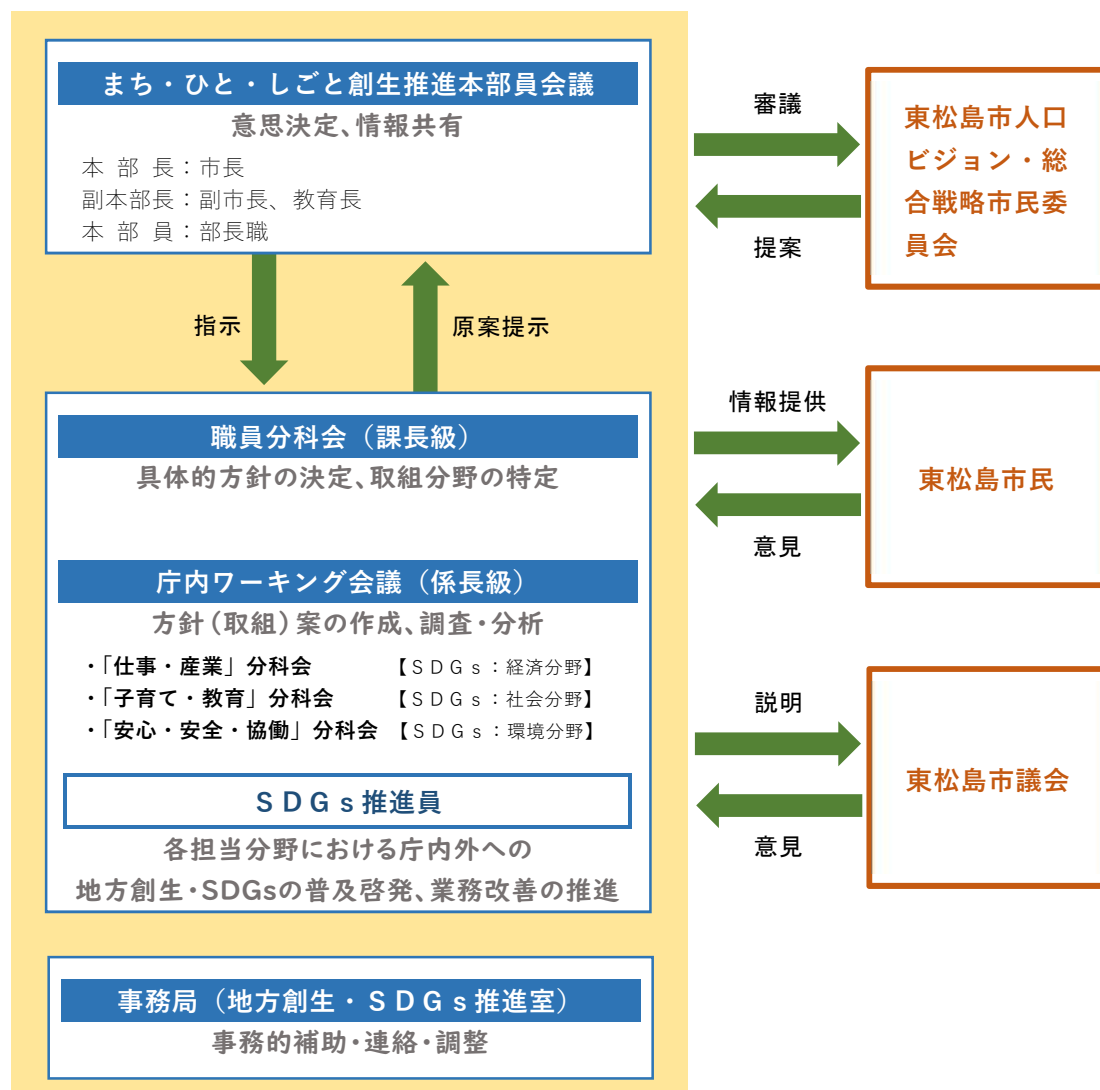 まち・ひと・しごと創生推進本部員会議
意思決定、情報共有
本 部 長：市長
副本部長：副市長、教育長
本 部 員：部長職
指示
原案提示
職員分科会（課長級）
具体的方針の決定、取組分野の特定
庁内ワーキング会議（係長級）
方針（取組）案の作成、調査・分析
・「仕事・産業」分科会 【ＳＤＧｓ：経済分野】
・「子育て・教育」分科会 【ＳＤＧｓ：社会分野】
・「安心・安全・協働」分科会 【ＳＤＧｓ：環境分野】
ＳＤＧｓ推進員
各担当分野における庁内外への
地方創生・SDGsの普及啓発、業務改善の推進
事務局（地方創生・ＳＤＧｓ推進室）
事務的補助・連絡・調整
審議
提案
東松島市人口
ビジョン・総
合戦略市民委
員会
情報提供
意見
東松島市民
説明
意見
東松島市議会